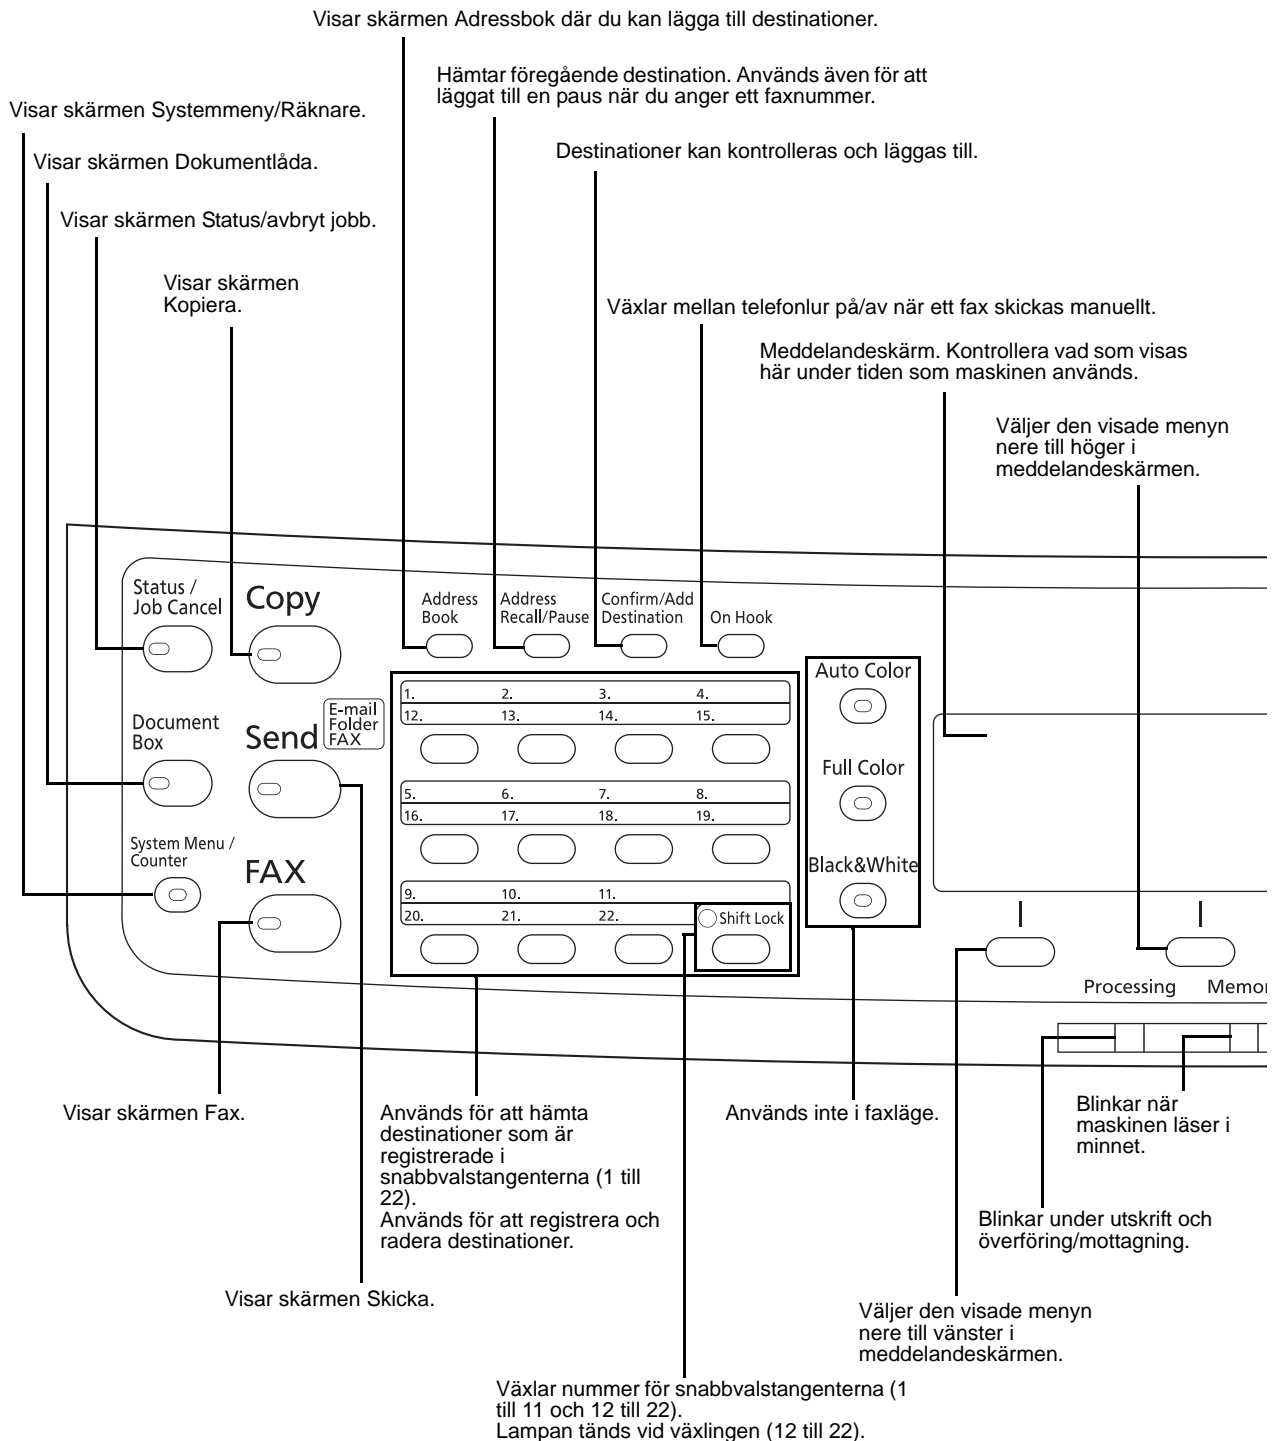 Visar skärmen Adressbok där du kan lägga till destinationer.
Hämtar föregående destination. Används även för att
läggat till en paus när du anger ett faxnummer.
Visar skärmen Systemmeny/Räknare.
Destinationer kan kontrolleras och läggas till.
Visar skärmen Dokumentlåda.
Visar skärmen Status/avbryt jobb.
Visar skärmen
Kopiera.
Växlar mellan telefonlur på/av när ett fax skickas manuellt.
Meddelandeskärm. Kontrollera vad som visas
här under tiden som maskinen används.
Väljer den visade menyn
nere till höger i
meddelandeskärmen.
Status /
Job Cancel
Copy
Address
Book
Address
Recall/Pause
Confirm/Add
Destination
On Hook
Auto Color
1. 2. 3. 4.
12. 13. 14. 15.
Document
Box
Send
E-mail
Folder
FAX
Full Color
5. 6. 7. 8.
16. 17. 18. 19.
System Menu /
Counter
FAX
Black&White
9. 10. 11.
20. 21. 22.
Shift Lock
Processing
Visar skärmen Fax.
Används för att hämta
destinationer som är
registrerade i
snabbvalstangenterna (1 till
22).
Används för att registrera och
radera destinationer.
Används inte i faxläge.
Blinkar när
maskinen läser i
minnet.
Blinkar under utskrift och
överföring/mottagning.
Visar skärmen Skicka.
Väljer den visade menyn
nere till vänster i
meddelandeskärmen.
Växlar nummer för snabbvalstangenterna (1
till 11 och 12 till 22).
Lampan tänds vid växlingen (12 till 22).